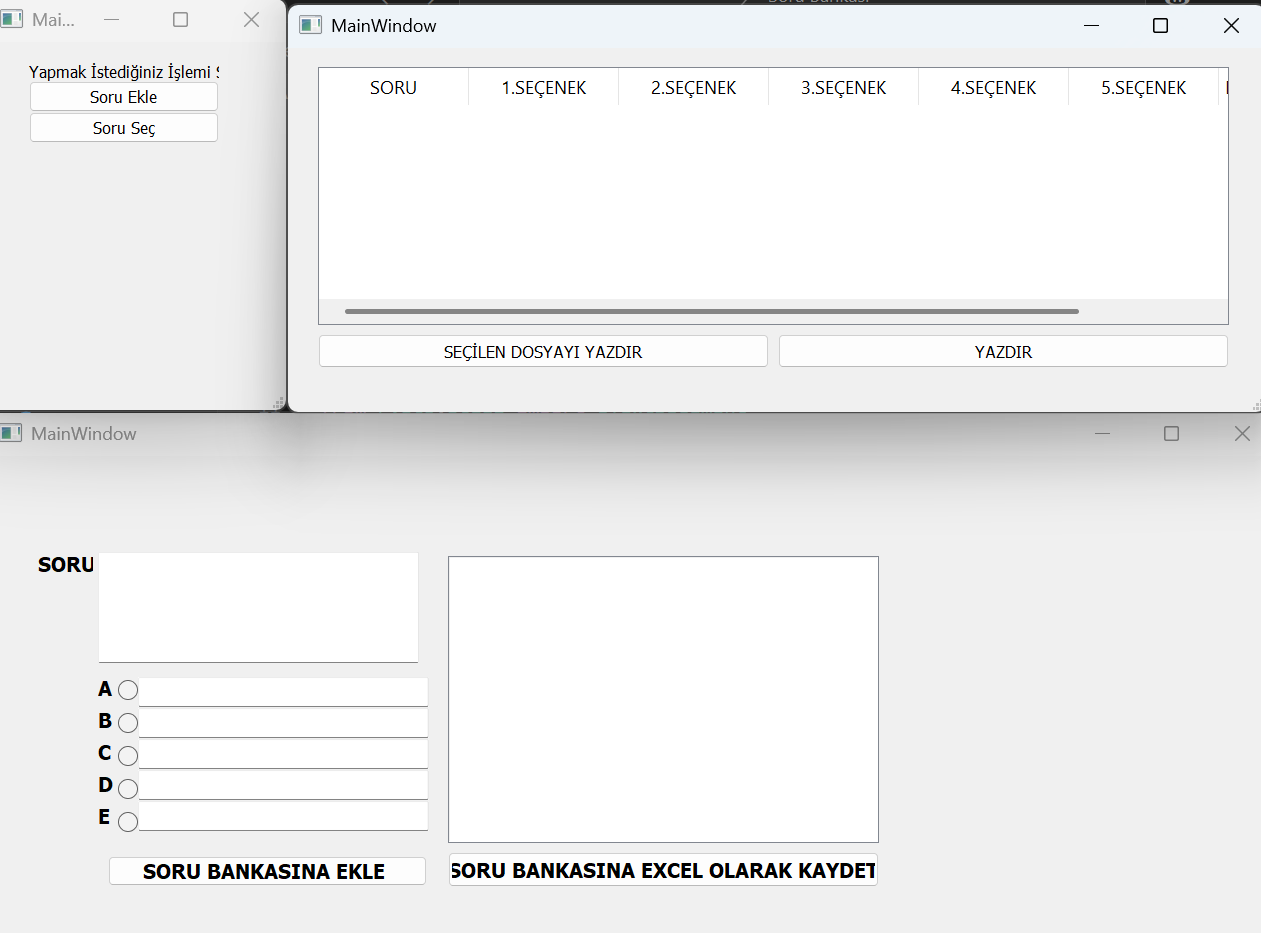 Mai...
Yapmak İstediğiniz İşlemi
Soru Ekle
Soru Seç
MainWindow
SORU 1.SEÇENEK 2.SEÇENEK 3.SEÇENEK 4.SEÇENEK 5.SEÇENEK
SEÇİLEN DOSYAYI YAZDIR YAZDIR
MainWindow
SORU
A
B
C
D
E
SORU BANKASINA EKLE
SORU BANKASINA EXCEL OLARAK KAYDET